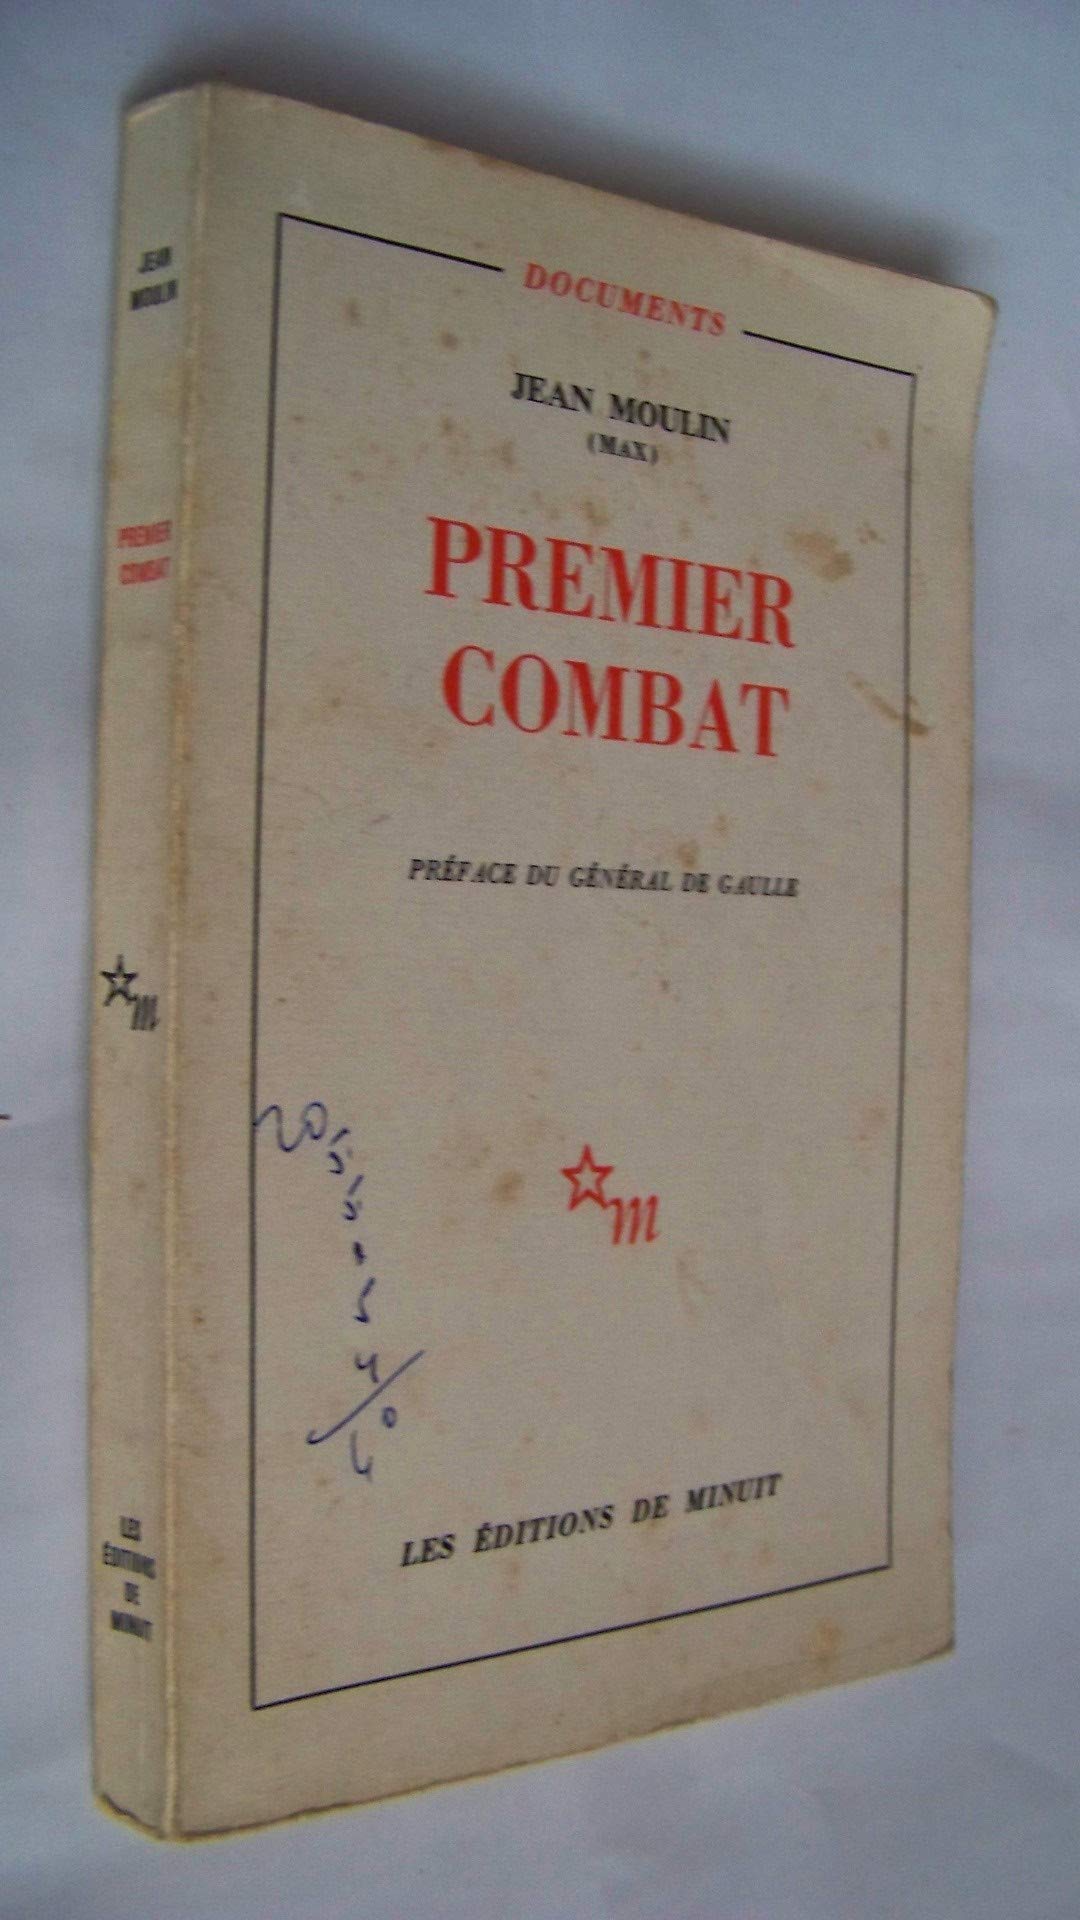 JEAN
MOULIN
PREMIER
COMBAT
m
LES
ÉDITIONS
DE
MINUIT
DOCUMENTS
JEAN MOULIN
(MAX)
PREMIER
COMBAT
PRÉFACE DU GÉNÉRAL DE GAULLE
m
LES ÉDITIONS DE MINUIT